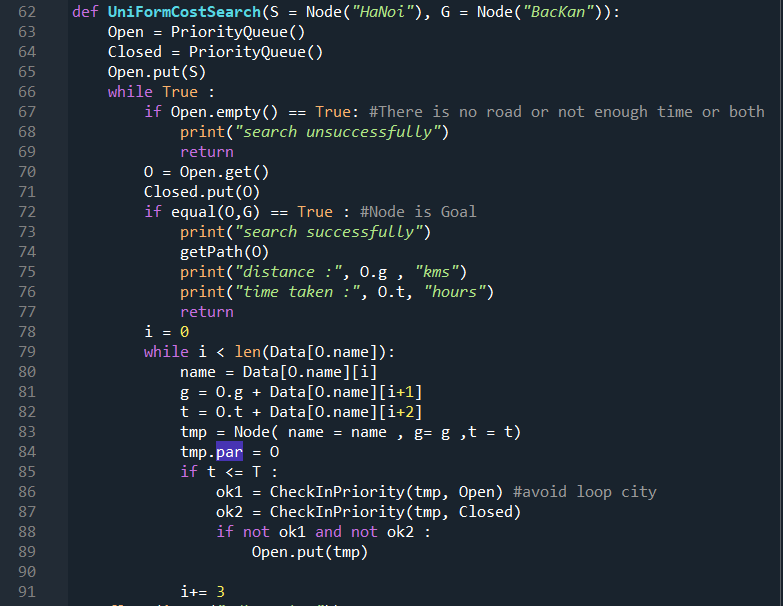 62 def UniFormCostSearch(S = Node("HaNoi"), G = Node("BacKan")):
63     Open = PriorityQueue()
64     Closed = PriorityQueue()
65     Open.put(S)
66     while True :
67         if Open.empty() == True: #There is no road or not enough time or both
68             print("search unsuccessfully")
69             return
70         O = Open.get()
71         Closed.put(O)
72         if equal(O,G) == True : #Node is Goal
73             print("search successfully")
74             getPath(O)
75             print("distance :", O.g , "kms")
76             print("time taken :", O.t, "hours")
77             return
78         i = 0
79         while i < len(Data[O.name]):
80             name = Data[O.name][i]
81             g = O.g + Data[O.name][i+1]
82             t = O.t + Data[O.name][i+2]
83             tmp = Node( name = name , g= g ,t = t)
84             tmp.par = O
85             if t <= T :
86                 ok1 = CheckInPriority(tmp, Open) #avoid loop city
87                 ok2 = CheckInPriority(tmp, Closed)
88                 if not ok1 and not ok2 :
89                     Open.put(tmp)
90
91             i+= 3